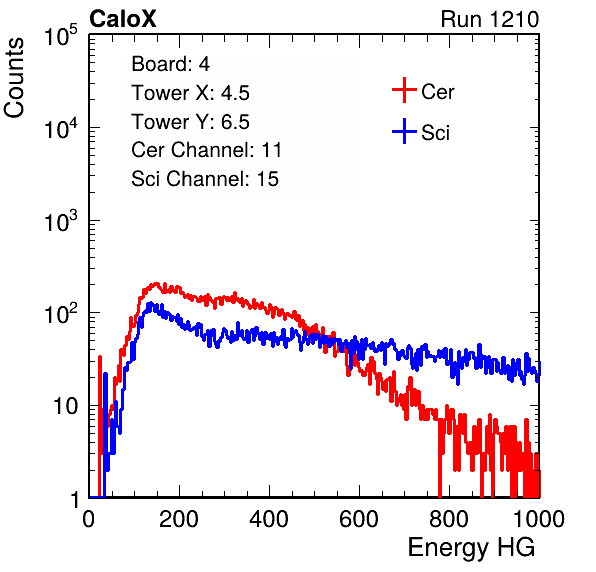 CaloX Run 1210
Counts
Board: 4
Tower X: 4.5
Tower Y: 6.5
Cer Channel: 11
Sci Channel: 15
Cer
Sci
10^5
10^4
10^3
10^2
10
1
0 200 400 600 800 1000
Energy HG